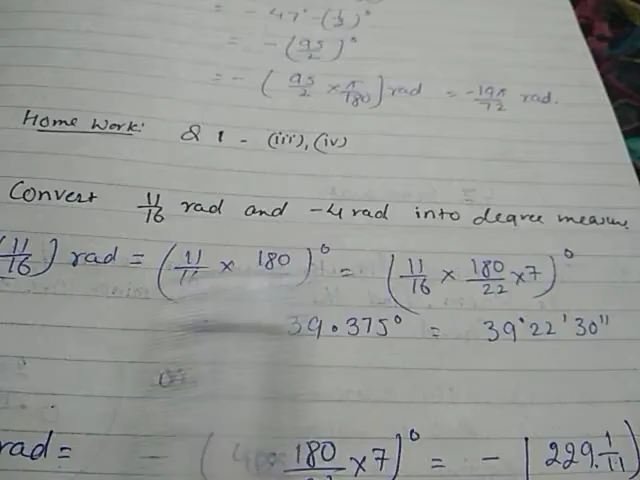 = - 47° - (1/2)°
= - (95/2)°
= - (95/2 × π/180) rad = -19π/72 rad.
Home Work: Q 1 - (iii), (iv)
Convert 11/16 rad and -4 rad into degree measure
(11/16) rad = (11/16 × 180)° = (11/16 × 180/22 × 7)°
39.375° = 39°22'30"
rad = - ( 180 × 7)° = - [229 1/11